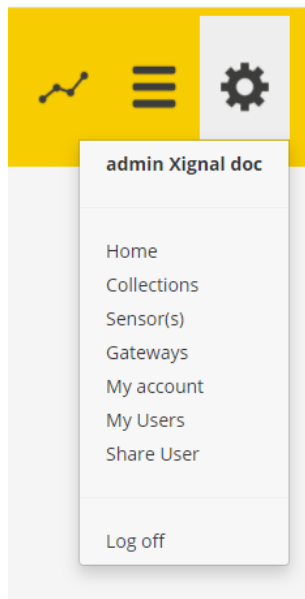 admin Xignal doc
Home
Collections
Sensor(s)
Gateways
My account
My Users
Share User
Log off